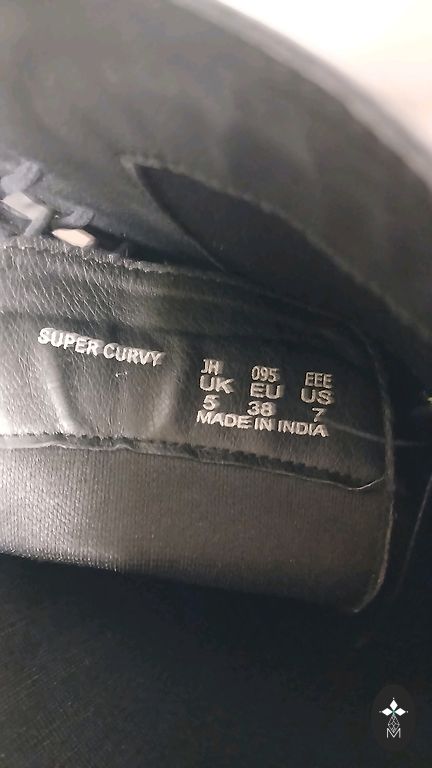 SUPER CURVY
JH 095 EEE
UK EU US
5 38 7
MADE IN INDIA
M